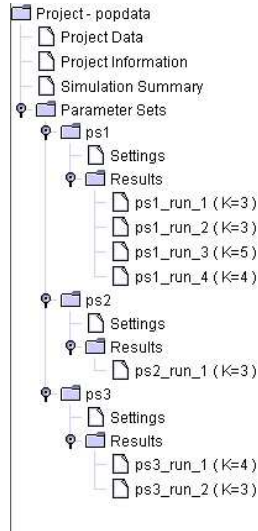 Project - popdata
Project Data
Project Information
Simulation Summary
Parameter Sets
ps1
Settings
Results
ps1_run_1 (K=3)
ps1_run_2 (K=3)
ps1_run_3 (K=5)
ps1_run_4 (K=4)
ps2
Settings
Results
ps2_run_1 (K=3)
ps3
Settings
Results
ps3_run_1 (K=4)
ps3_run_2 (K=3)